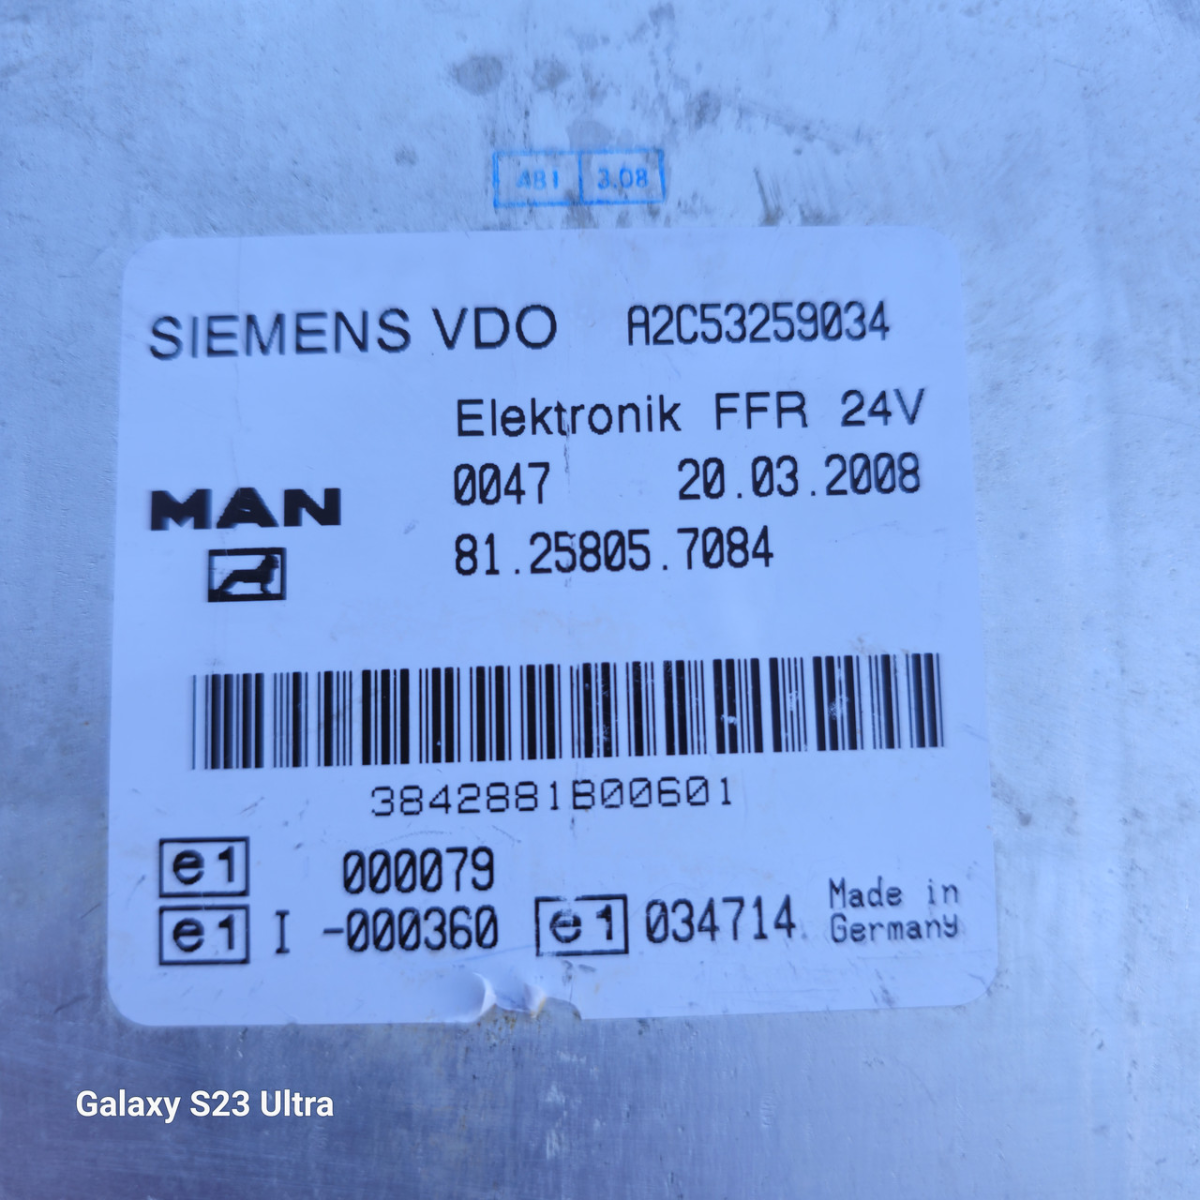 481 3.08
SIEMENS VDO A2C53259034
Elektronik FFR 24V
0047 20.03.2008
MAN
81.25805.7084
3842881B00601
e1 000079
e1 I -000360 e1 034714 Made in
Germany
Galaxy S23 Ultra